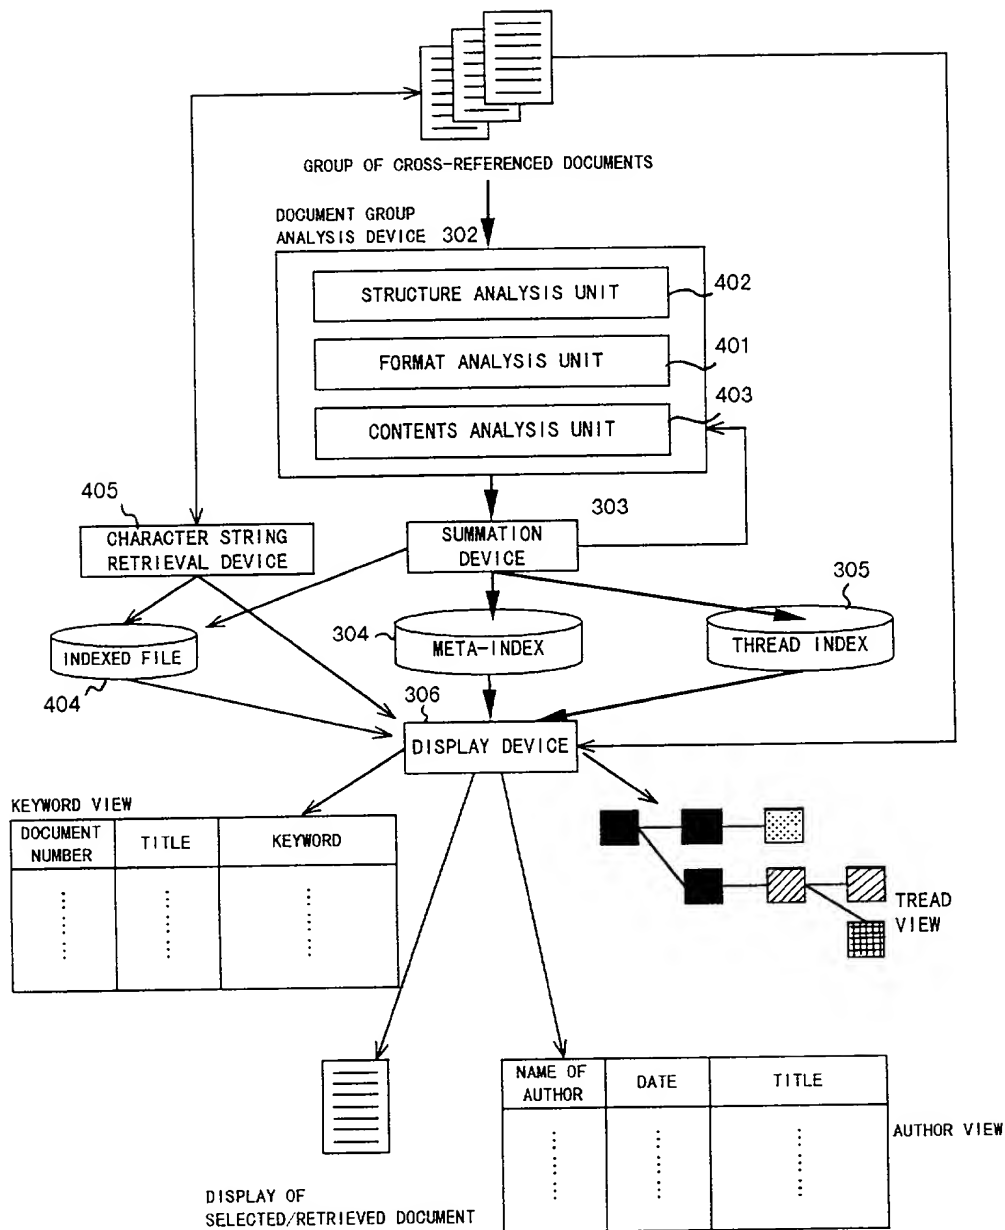 GROUP OF CROSS-REFERENCED DOCUMENTS
DOCUMENT GROUP
ANALYSIS DEVICE 302
STRUCTURE ANALYSIS UNIT
402
FORMAT ANALYSIS UNIT
401
CONTENTS ANALYSIS UNIT
403
405
CHARACTER STRING
RETRIEVAL DEVICE
303
SUMMATION
DEVICE
305
INDEXED FILE
404
304
META-INDEX
THREAD INDEX
306
DISPLAY DEVICE
KEYWORD VIEW
DOCUMENT
NUMBER
TITLE
KEYWORD
TREAD
VIEW
NAME OF
AUTHOR
DATE
TITLE
AUTHOR VIEW
DISPLAY OF
SELECTED/RETRIEVED DOCUMENT